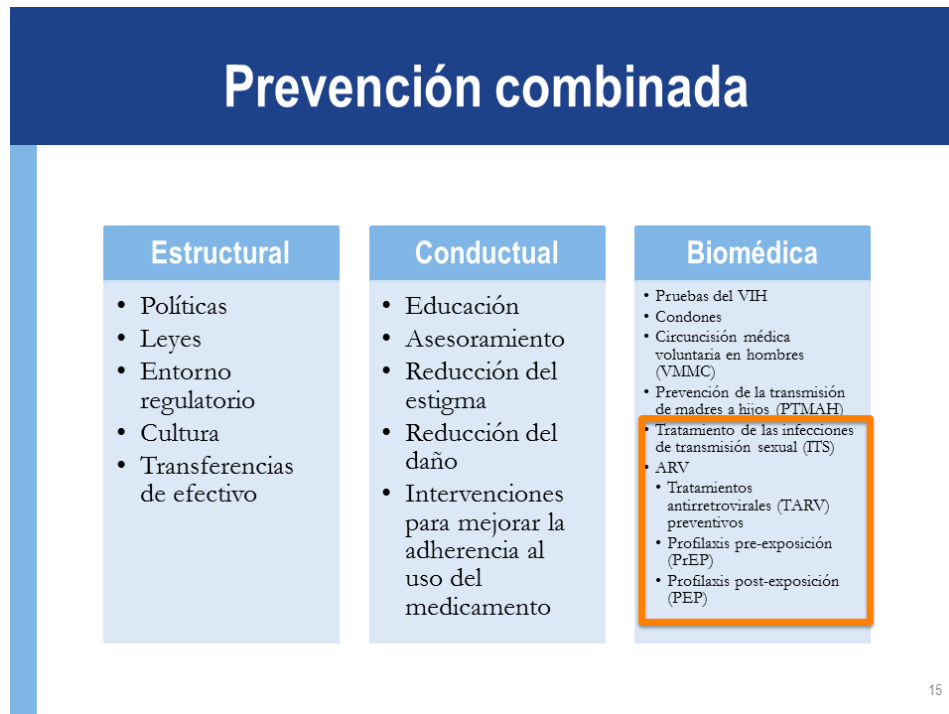 Prevención combinada
Estructural
• Políticas
• Leyes
• Entorno
regulatorio
• Cultura
• Transferencias
de efectivo
Conductual
• Educación
• Asesoramiento
• Reducción del
estigma
• Reducción del
daño
• Intervenciones
para mejorar la
adherencia al
uso del
medicamento
Biomédica
• Pruebas del VIH
• Condones
• Circuncisión médica
voluntaria en hombres
(VMMC)
• Prevención de la transmisión
de madres a hijos (PTMAH)
• Tratamiento de las infecciones
de transmisión sexual (ITS)
• ARV
• Tratamientos
antirretrovirales (TARV)
preventivos
• Profilaxis pre-exposición
(PrEP)
• Profilaxis post-exposición
(PEP)
15